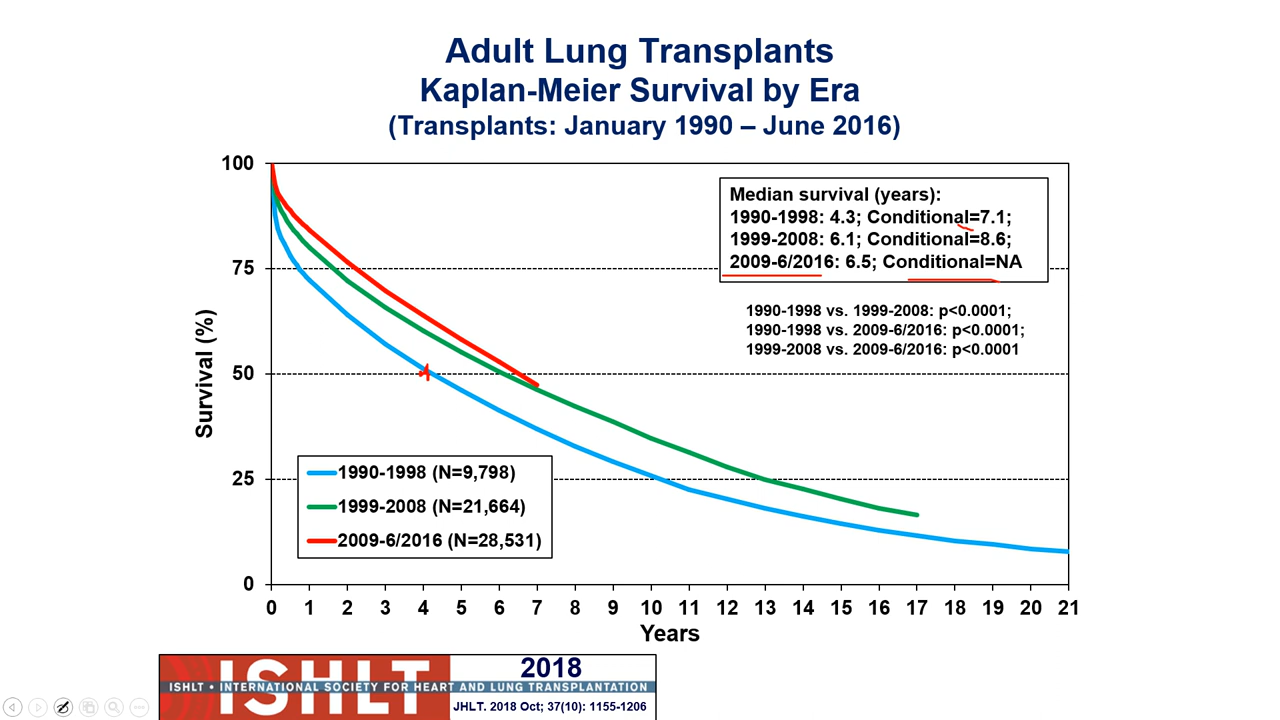 Adult Lung Transplants
Kaplan-Meier Survival by Era
(Transplants: January 1990 – June 2016)
Survival (%)
100
75
50
25
0
Median survival (years):
1990-1998: 4.3; Conditional=7.1;
1999-2008: 6.1; Conditional=8.6;
2009-6/2016: 6.5; Conditional=NA
1990-1998 vs. 1999-2008: p<0.0001;
1990-1998 vs. 2009-6/2016: p<0.0001;
1999-2008 vs. 2009-6/2016: p<0.0001
1990-1998 (N=9,798)
1999-2008 (N=21,664)
2009-6/2016 (N=28,531)
0 1 2 3 4 5 6 7 8 9 10 11 12 13 14 15 16 17 18 19 20 21
Years
ISHLT
2018
ISHLT • INTERNATIONAL SOCIETY FOR HEART AND LUNG TRANSPLANTATION
JHLT. 2018 Oct; 37(10): 1155-1206